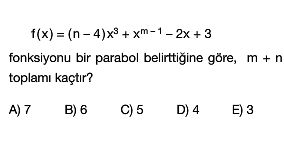 f(x) = (n – 4)x³ + xᵐ⁻¹ – 2x + 3
fonksiyonu bir parabol belirttiğine göre, m + n
toplamı kaçtır?
A) 7 B) 6 C) 5 D) 4 E) 3